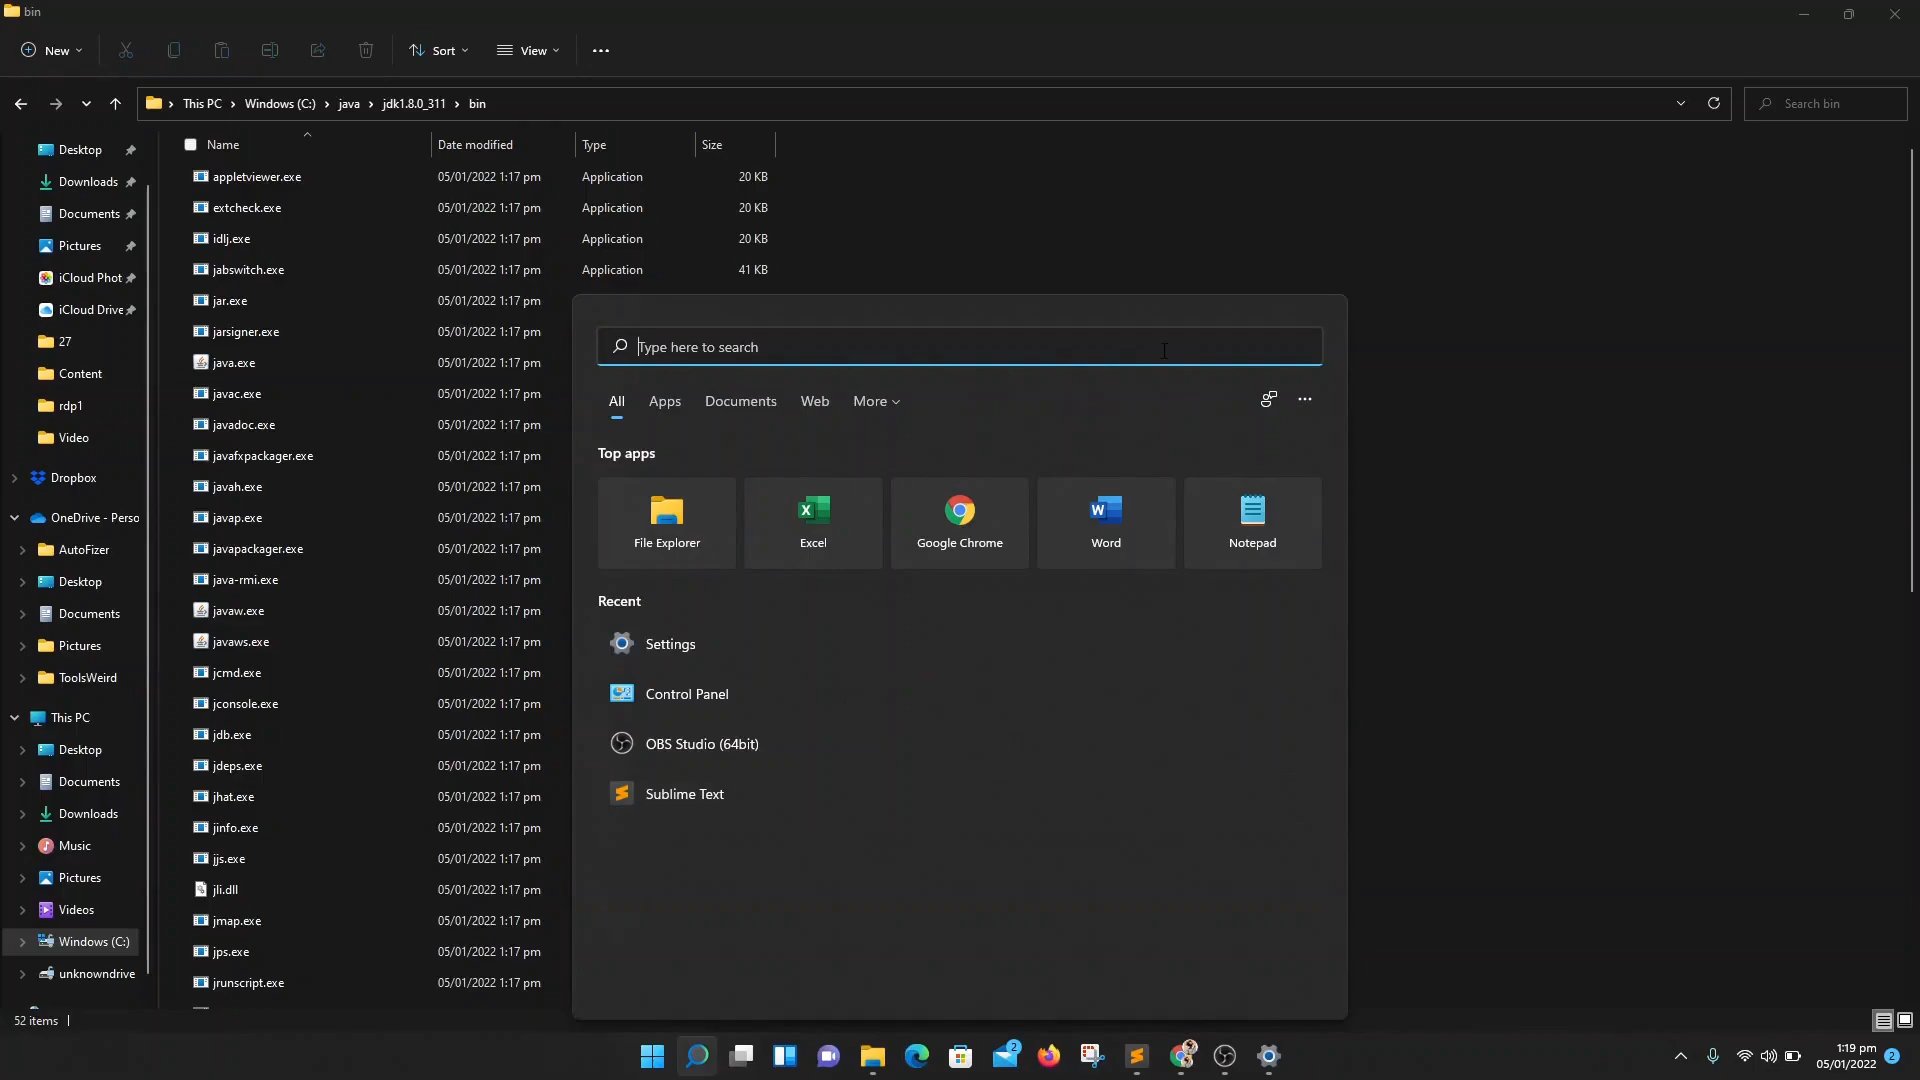 bin
New
Sort
View
This PC > Windows (C:) > java > jdk1.8.0_311 > bin
Search bin
Name Date modified Type Size
Desktop
Downloads
Documents
Pictures
iCloud Phot
iCloud Drive
27
Content
rdp1
Video
Dropbox
OneDrive - Perso
AutoFizer
Desktop
Documents
Pictures
ToolsWeird
This PC
Desktop
Documents
Downloads
Music
Pictures
Videos
Windows (C:)
unknowndrive
appletviewer.exe 05/01/2022 1:17 pm Application 20 KB
extcheck.exe 05/01/2022 1:17 pm Application 20 KB
idlj.exe 05/01/2022 1:17 pm Application 20 KB
jabswitch.exe 05/01/2022 1:17 pm Application 41 KB
jar.exe 05/01/2022 1:17 pm
jarsigner.exe 05/01/2022 1:17 pm
java.exe 05/01/2022 1:17 pm
javac.exe 05/01/2022 1:17 pm
javadoc.exe 05/01/2022 1:17 pm
javafxpackager.exe 05/01/2022 1:17 pm
javah.exe 05/01/2022 1:17 pm
javap.exe 05/01/2022 1:17 pm
javapackager.exe 05/01/2022 1:17 pm
java-rmi.exe 05/01/2022 1:17 pm
javaw.exe 05/01/2022 1:17 pm
javaws.exe 05/01/2022 1:17 pm
jcmd.exe 05/01/2022 1:17 pm
jconsole.exe 05/01/2022 1:17 pm
jdb.exe 05/01/2022 1:17 pm
jdeps.exe 05/01/2022 1:17 pm
jhat.exe 05/01/2022 1:17 pm
jinfo.exe 05/01/2022 1:17 pm
jjs.exe 05/01/2022 1:17 pm
jli.dll 05/01/2022 1:17 pm
jmap.exe 05/01/2022 1:17 pm
jps.exe 05/01/2022 1:17 pm
jrunscript.exe 05/01/2022 1:17 pm
Type here to search
All Apps Documents Web More
Top apps
File Explorer Excel Google Chrome Word Notepad
Recent
Settings
Control Panel
OBS Studio (64bit)
Sublime Text
52 items
2
1:19 pm
05/01/2022
2